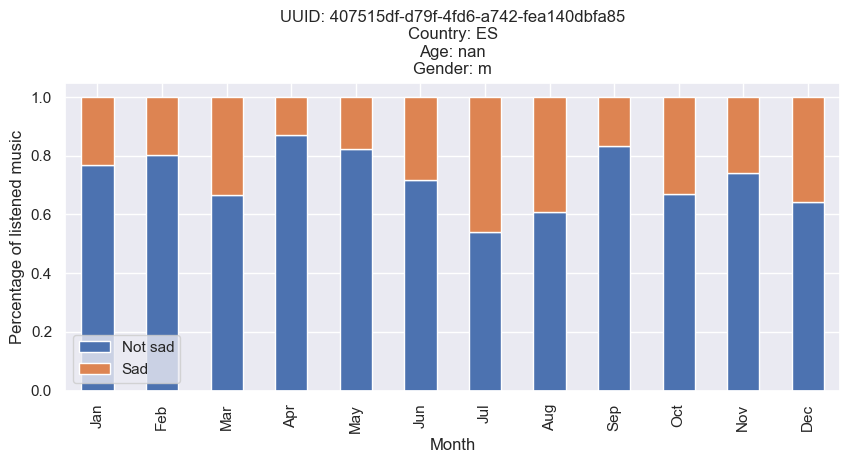 UUID: 407515df-d79f-4fd6-a742-fea140dbfa85
Country: ES
Age: nan
Gender: m
Percentage of listened music
1.0
0.8
0.6
0.4
0.2
0.0
Not sad
Sad
Jan
Feb
Mar
Apr
May
Jun
Jul
Aug
Sep
Oct
Nov
Dec
Month